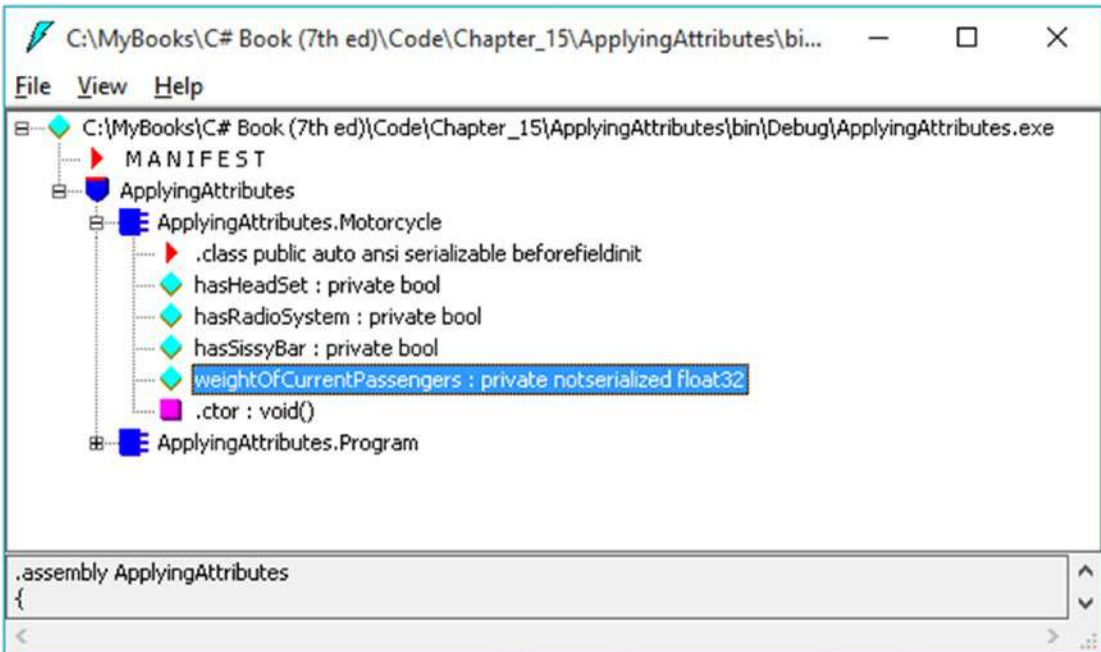 C:\MyBooks\C# Book (7th ed)\Code\Chapter_15\ApplyingAttributes\bi...
File View Help
C:\MyBooks\C# Book (7th ed)\Code\Chapter_15\ApplyingAttributes\bin\Debug\ApplyingAttributes.exe
M A N I F E S T
ApplyingAttributes
ApplyingAttributes.Motorcycle
.class public auto ansi serializable beforefieldinit
hasHeadSet : private bool
hasRadioSystem : private bool
hasSissyBar : private bool
weightOfCurrentPassengers : private notserialized float32
.ctor : void()
ApplyingAttributes.Program
.assembly ApplyingAttributes
{